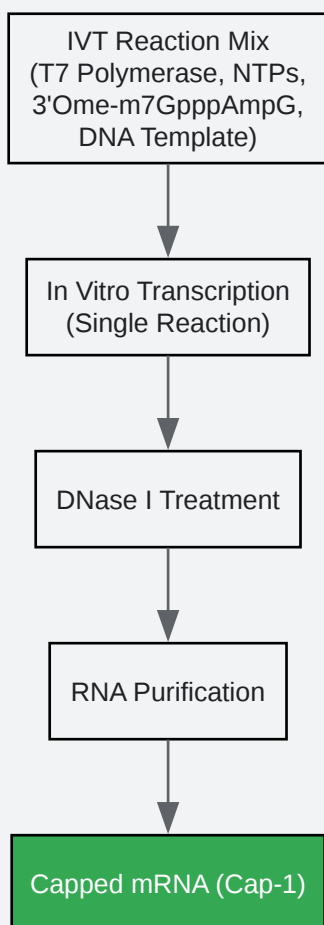 IVT Reaction Mix
(T7 Polymerase, NTPs,
3'Ome-m7GpppAmpG,
DNA Template)
In Vitro Transcription
(Single Reaction)
DNase I Treatment
RNA Purification
Capped mRNA (Cap-1)